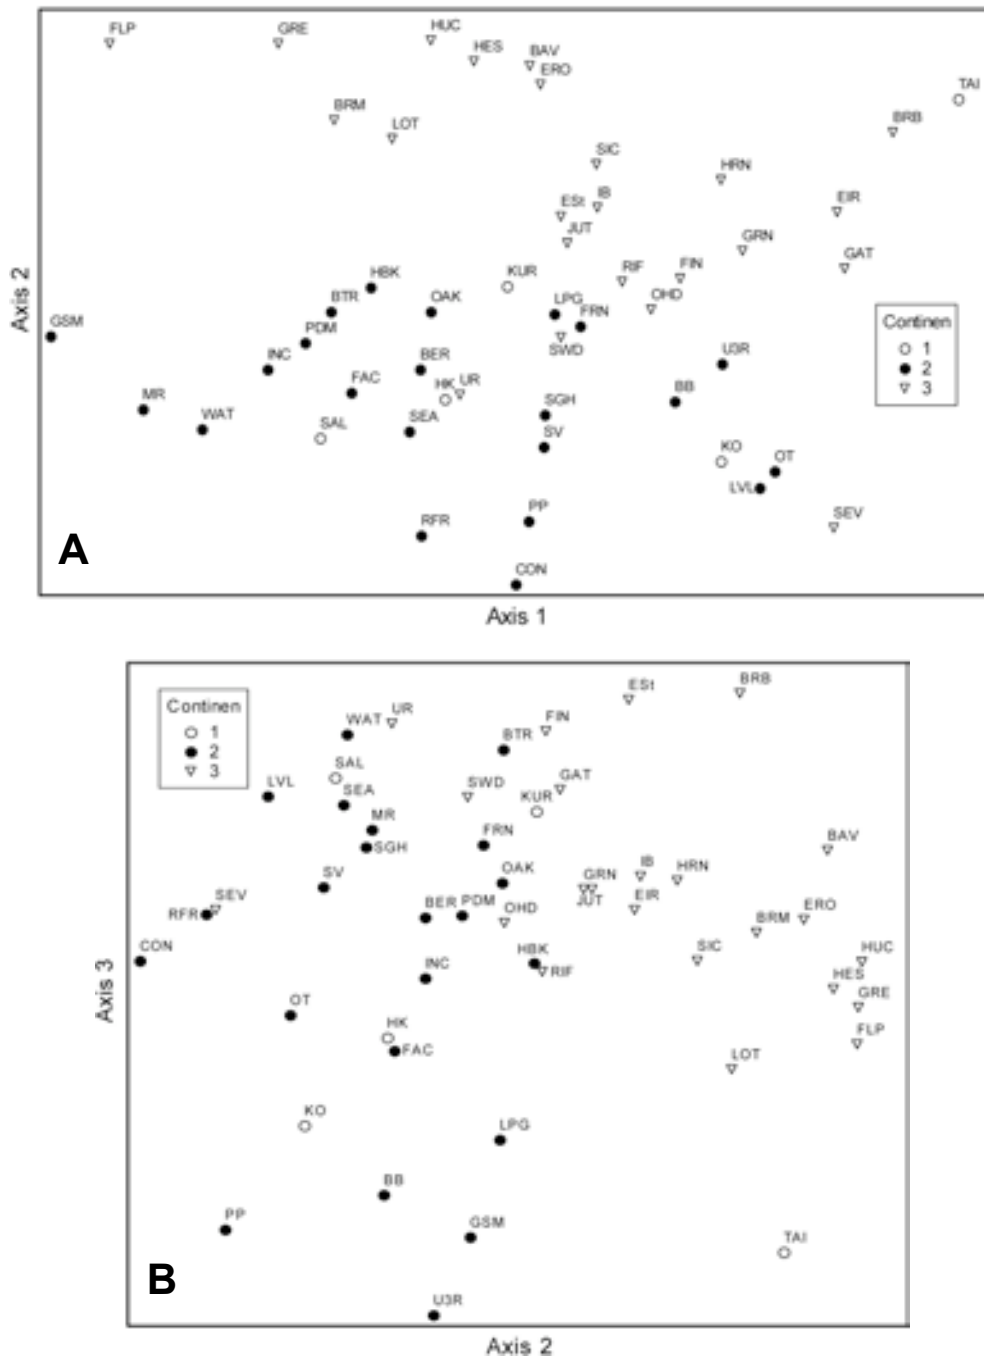 FLP GRE HUC
HES BAV
ERO
TAI
BRM
LOT
BRB
SIC
HRN
ESt IB
EIR
JUT
GRN
GAT
HBK
KUR
RIF FIN
BTR OAK
LPG OHD
FRN
GSM
PDM
SWD
INC BER
U3R
Continen
1
2
3
MR
FAC
HK UR
BB
WAT
SAL
SEA
SGH
SV
KO
OT
LVL
RFR
PP
SEV
CON
A
Axis 2
Axis 1
Continen
1
2
3
ESt BRB
WAT UR
BTR FIN
SAL
LVL
SEA
SWD GAT
KUR
MR
SGH
FRN
BAV
SV
OAK
GRN IB HRN
JUT EIR
RFR SEV
BER PDM
OHD
BRM ERO
CON
INC
HBK
RIF
SIC
HUC
HES
GRE
OT
HK
FAC
FLP
LOT
KO
LPG
BB
PP
GSM
TAI
U3R
B
Axis 3
Axis 2